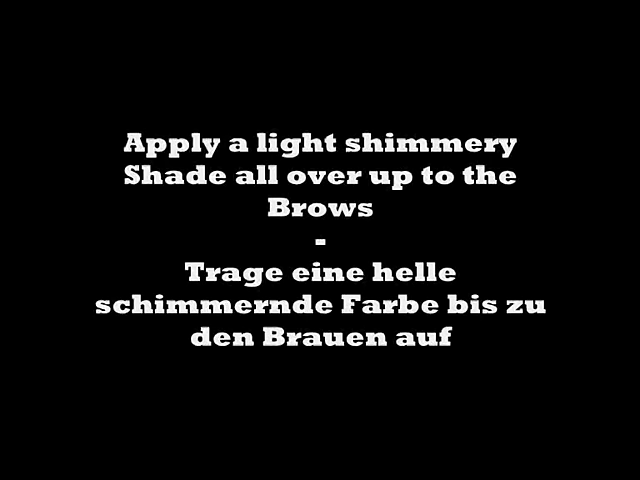 Apply a light shimmery
Shade all over up to the
Brows
-
Trage eine helle
schimmernde Farbe bis zu
den Brauen auf